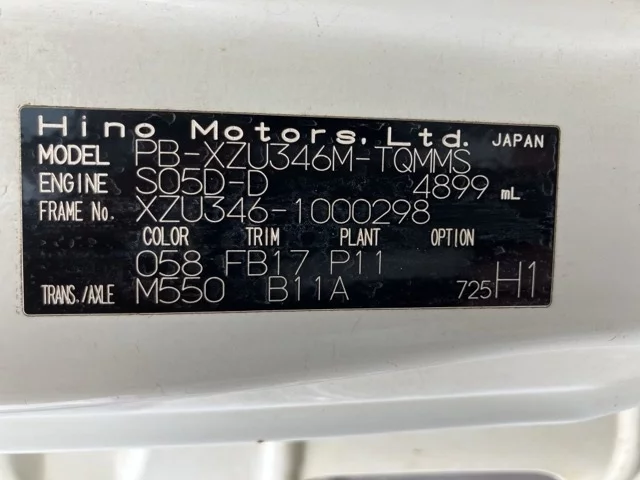 Hino Motors, Ltd. JAPAN
MODEL PB-XZU346M-TQMMS
ENGINE S05D-D 4899 mL
FRAME No. XZU346-1000298
COLOR TRIM PLANT OPTION
058 FB17 P11
TRANS./AXLE M550 B11A 725 H1